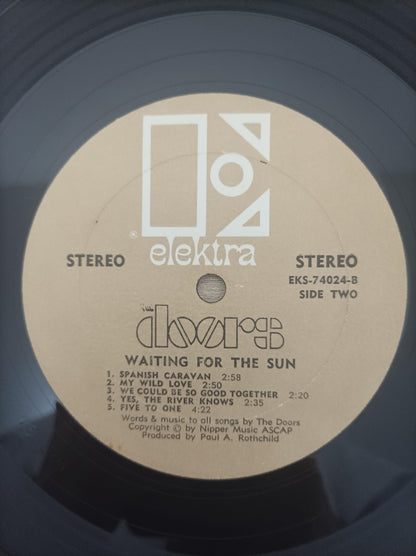 ® elektra
STEREO
STEREO
EKS-74024-B
SIDE TWO
THE doors
WAITING FOR THE SUN
1. SPANISH CARAVAN 2:58
2. MY WILD LOVE 2:50
3. WE COULD BE SO GOOD TOGETHER 2:20
4. YES, THE RIVER KNOWS 2:35
5. FIVE TO ONE 4:22
Words & music to all songs by The Doors
Copyright © by Nipper Music ASCAP
Produced by Paul A. Rothchild